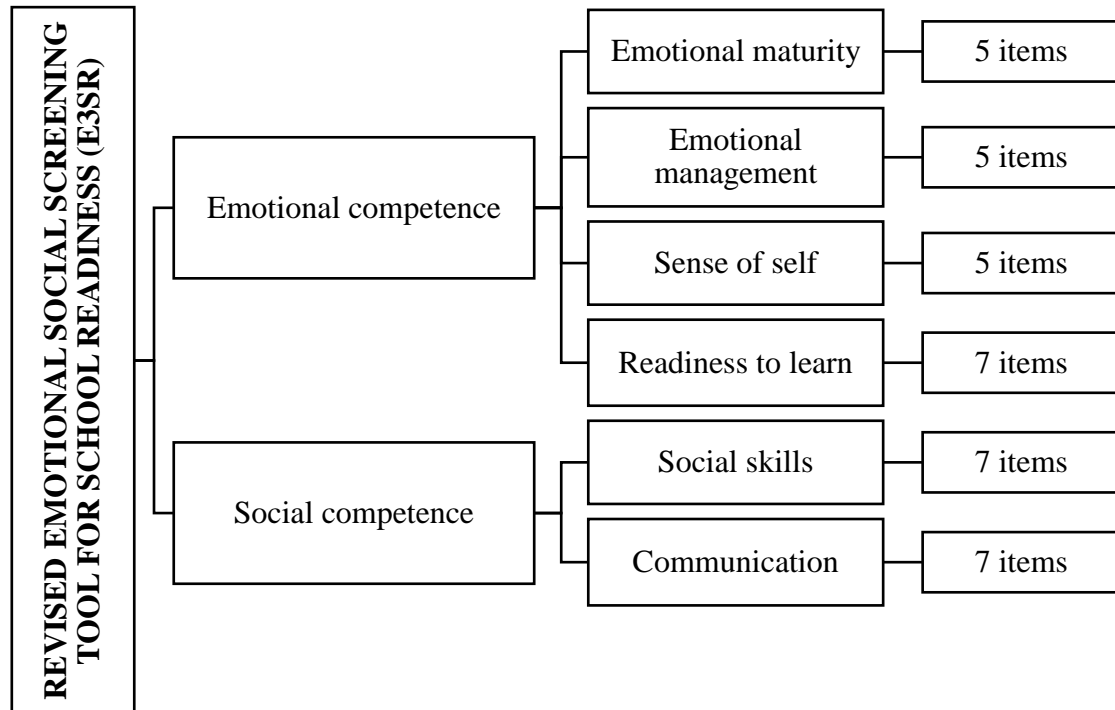 REVISED EMOTIONAL SOCIAL SCREENING
TOOL FOR SCHOOL READINESS (E3SR)
Emotional competence
Emotional maturity
5 items
Emotional
management
5 items
Sense of self
5 items
Readiness to learn
7 items
Social competence
Social skills
7 items
Communication
7 items